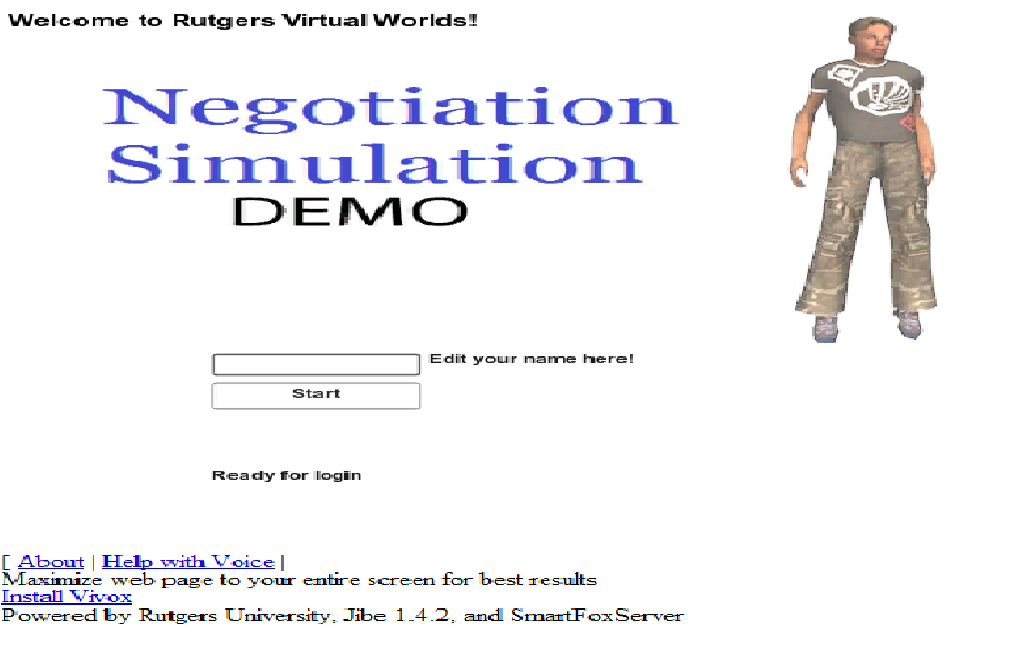 Welcome to Rutgers Virtual Worlds!
Negotiation
Simulation
DEMO
Edit your name here!
Start
Ready for login
[ About | Help with Voice |
Maximize web page to your entire screen for best results
Install Vivox
Powered by Rutgers University, Jibe 1.4.2, and SmartFoxServer